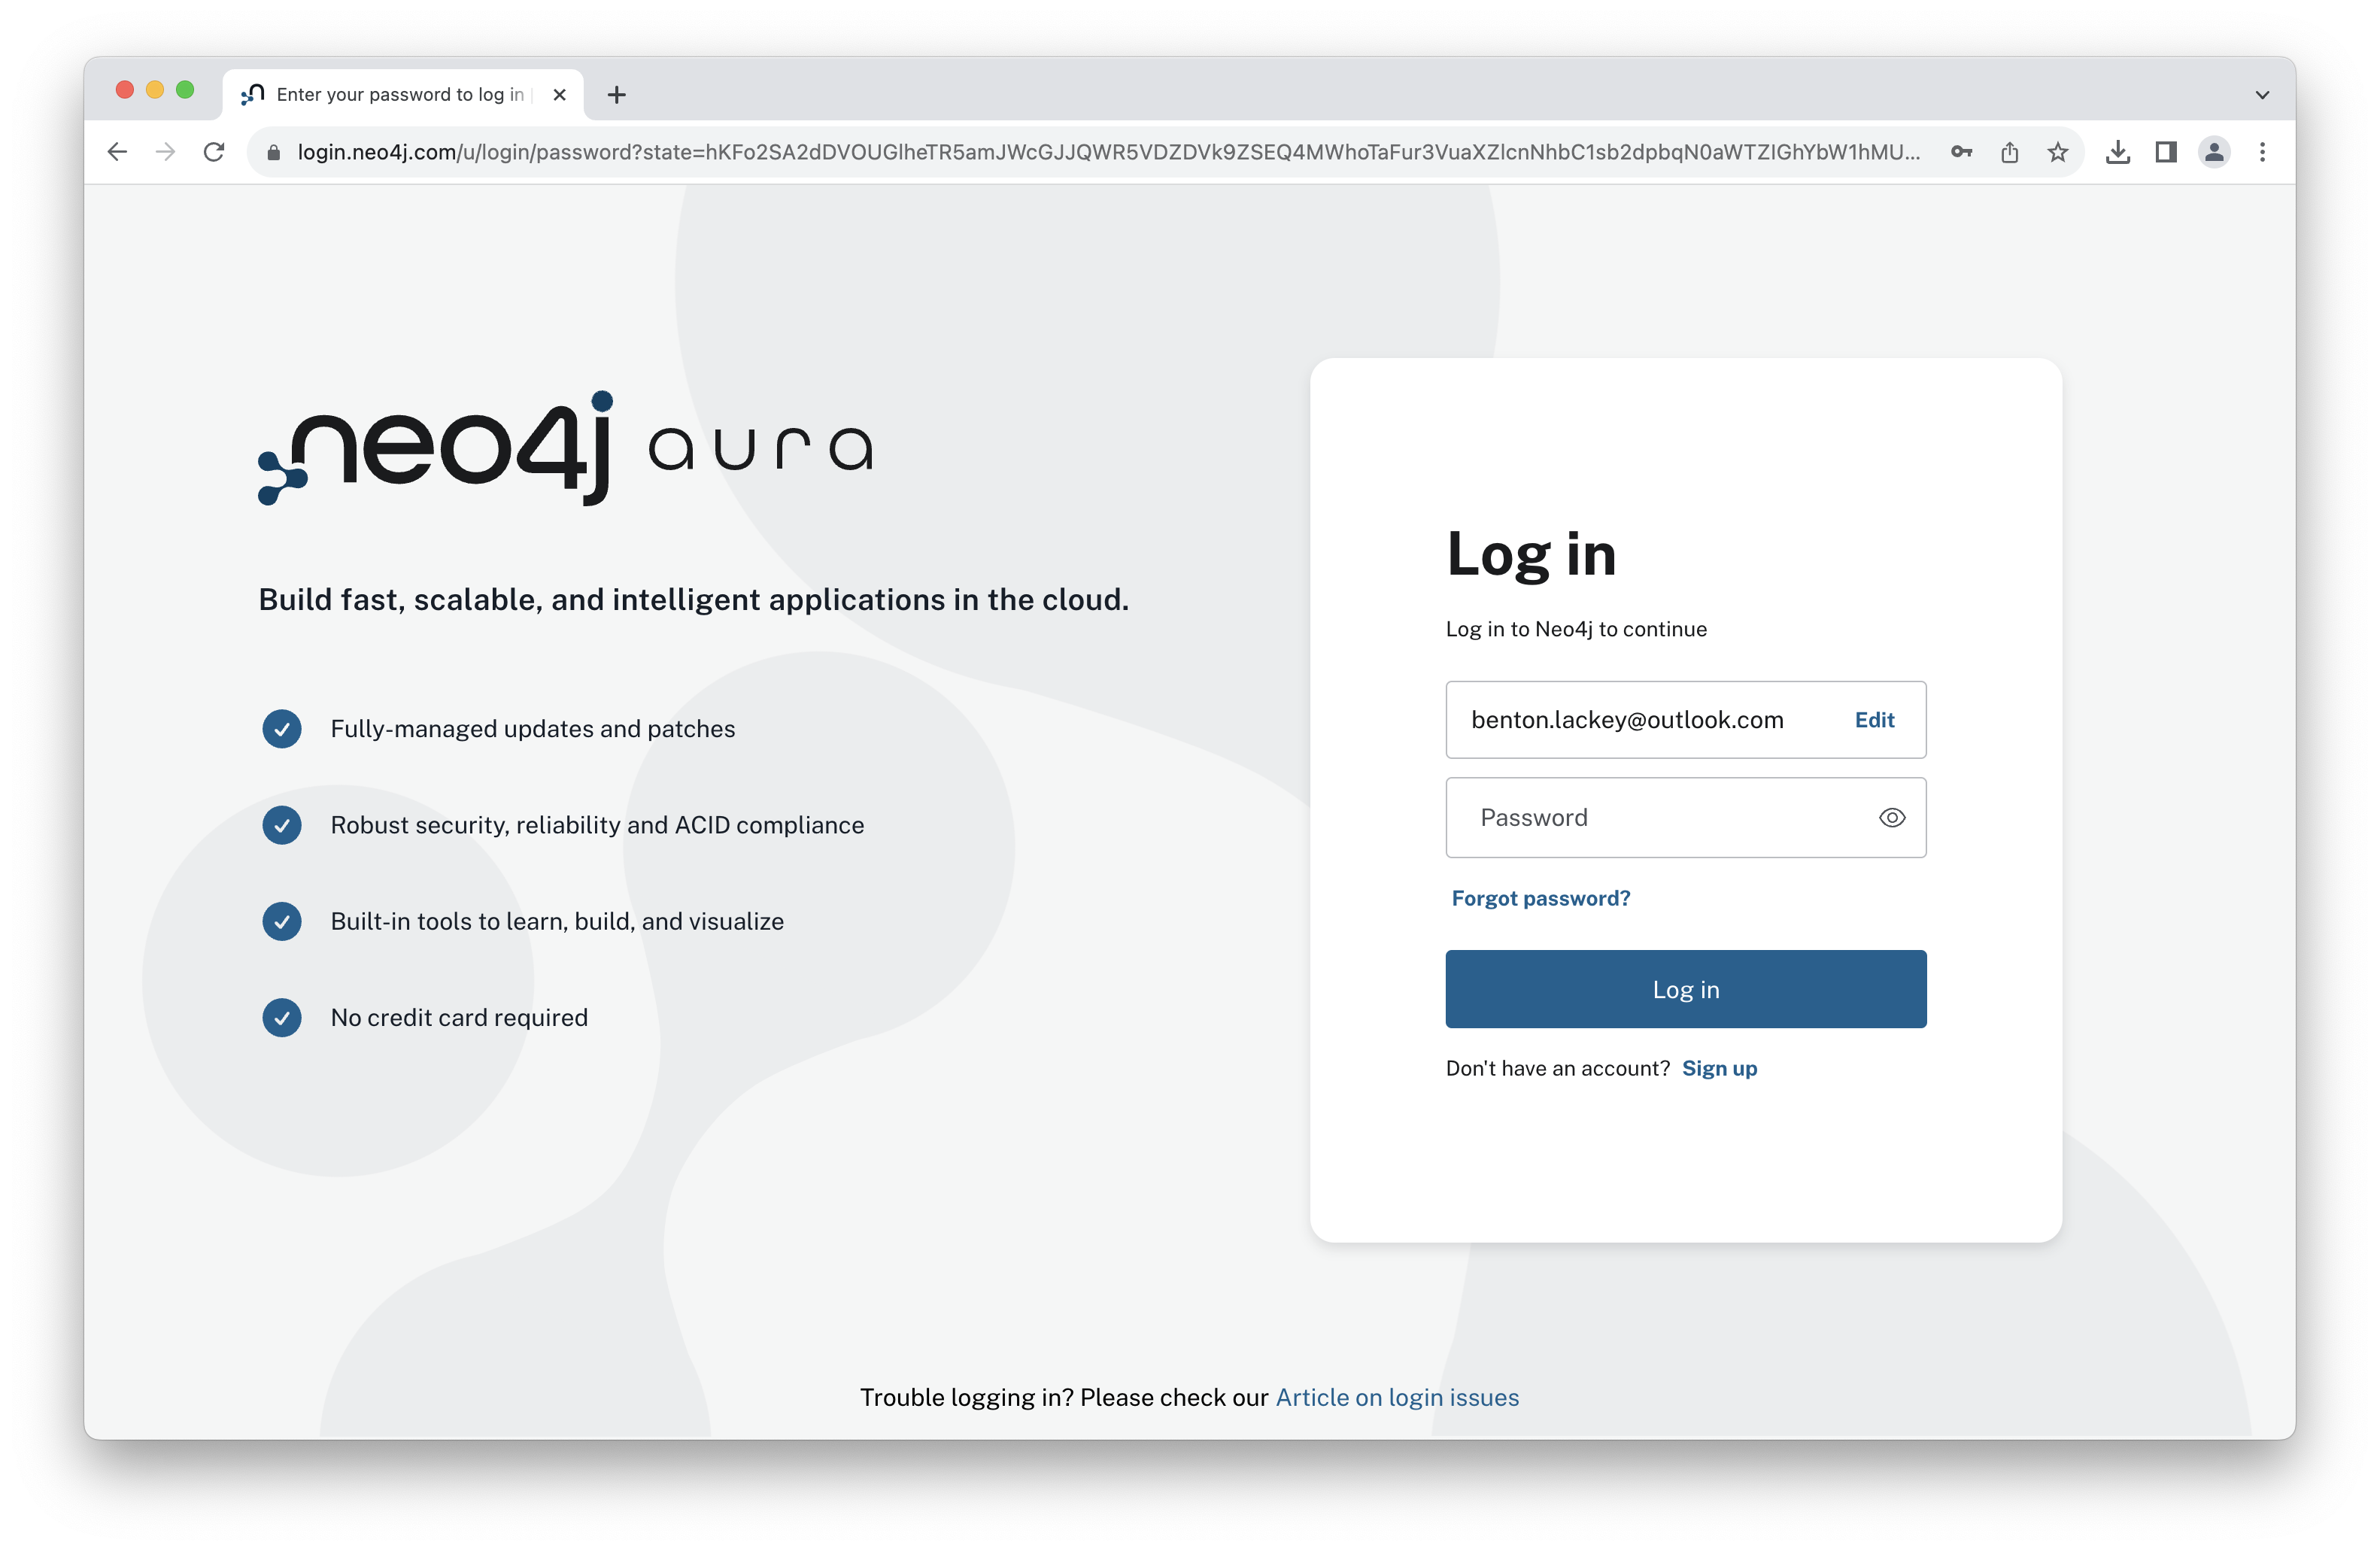 Enter your password to log in
login.neo4j.com/u/login/password?state=hKFo2SA2dDVOUGlheTR5amJWcGJJQWR5VDZDVk9ZSEQ4MWhoTaFur3VuaXZlcnNhbC1sb2dpbqN0aWTZIGhYbW1hMU...
neo4j aura
Build fast, scalable, and intelligent applications in the cloud.
Fully-managed updates and patches
Robust security, reliability and ACID compliance
Built-in tools to learn, build, and visualize
No credit card required
Log in
Log in to Neo4j to continue
benton.lackey@outlook.com Edit
Password
Forgot password?
Log in
Don't have an account? Sign up
Trouble logging in? Please check our Article on login issues